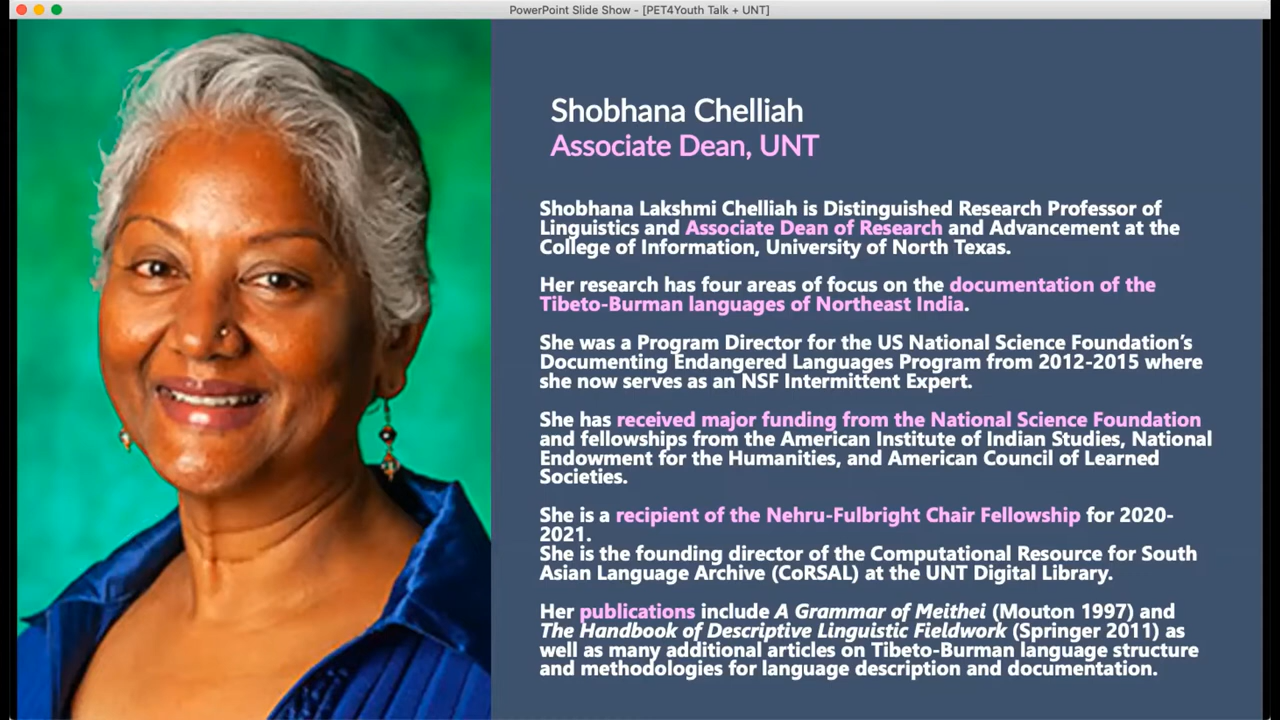 PowerPoint Slide Show - [PET4Youth Talk + UNT]
Shobhana Chelliah
Associate Dean, UNT
Shobhana Lakshmi Chelliah is Distinguished Research Professor of
Linguistics and Associate Dean of Research and Advancement at the
College of Information, University of North Texas.
Her research has four areas of focus on the documentation of the
Tibeto-Burman languages of Northeast India.
She was a Program Director for the US National Science Foundation's
Documenting Endangered Languages Program from 2012-2015 where
she now serves as an NSF Intermittent Expert.
She has received major funding from the National Science Foundation
and fellowships from the American Institute of Indian Studies, National
Endowment for the Humanities, and American Council of Learned
Societies.
She is a recipient of the Nehru-Fulbright Chair Fellowship for 2020-
2021.
She is the founding director of the Computational Resource for South
Asian Language Archive (CoRSAL) at the UNT Digital Library.
Her publications include A Grammar of Meithei (Mouton 1997) and
The Handbook of Descriptive Linguistic Fieldwork (Springer 2011) as
well as many additional articles on Tibeto-Burman language structure
and methodologies for language description and documentation.